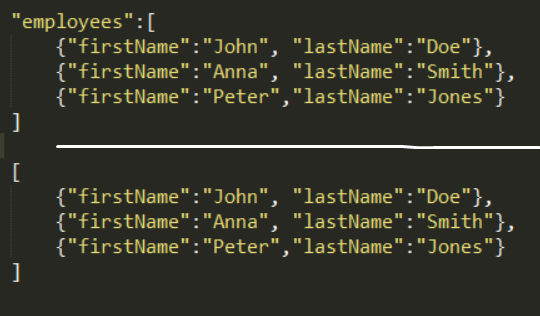 "employees":[
    {"firstName":"John", "lastName":"Doe"},
    {"firstName":"Anna", "lastName":"Smith"},
    {"firstName":"Peter","lastName":"Jones"}
]
[
    {"firstName":"John", "lastName":"Doe"},
    {"firstName":"Anna", "lastName":"Smith"},
    {"firstName":"Peter","lastName":"Jones"}
]